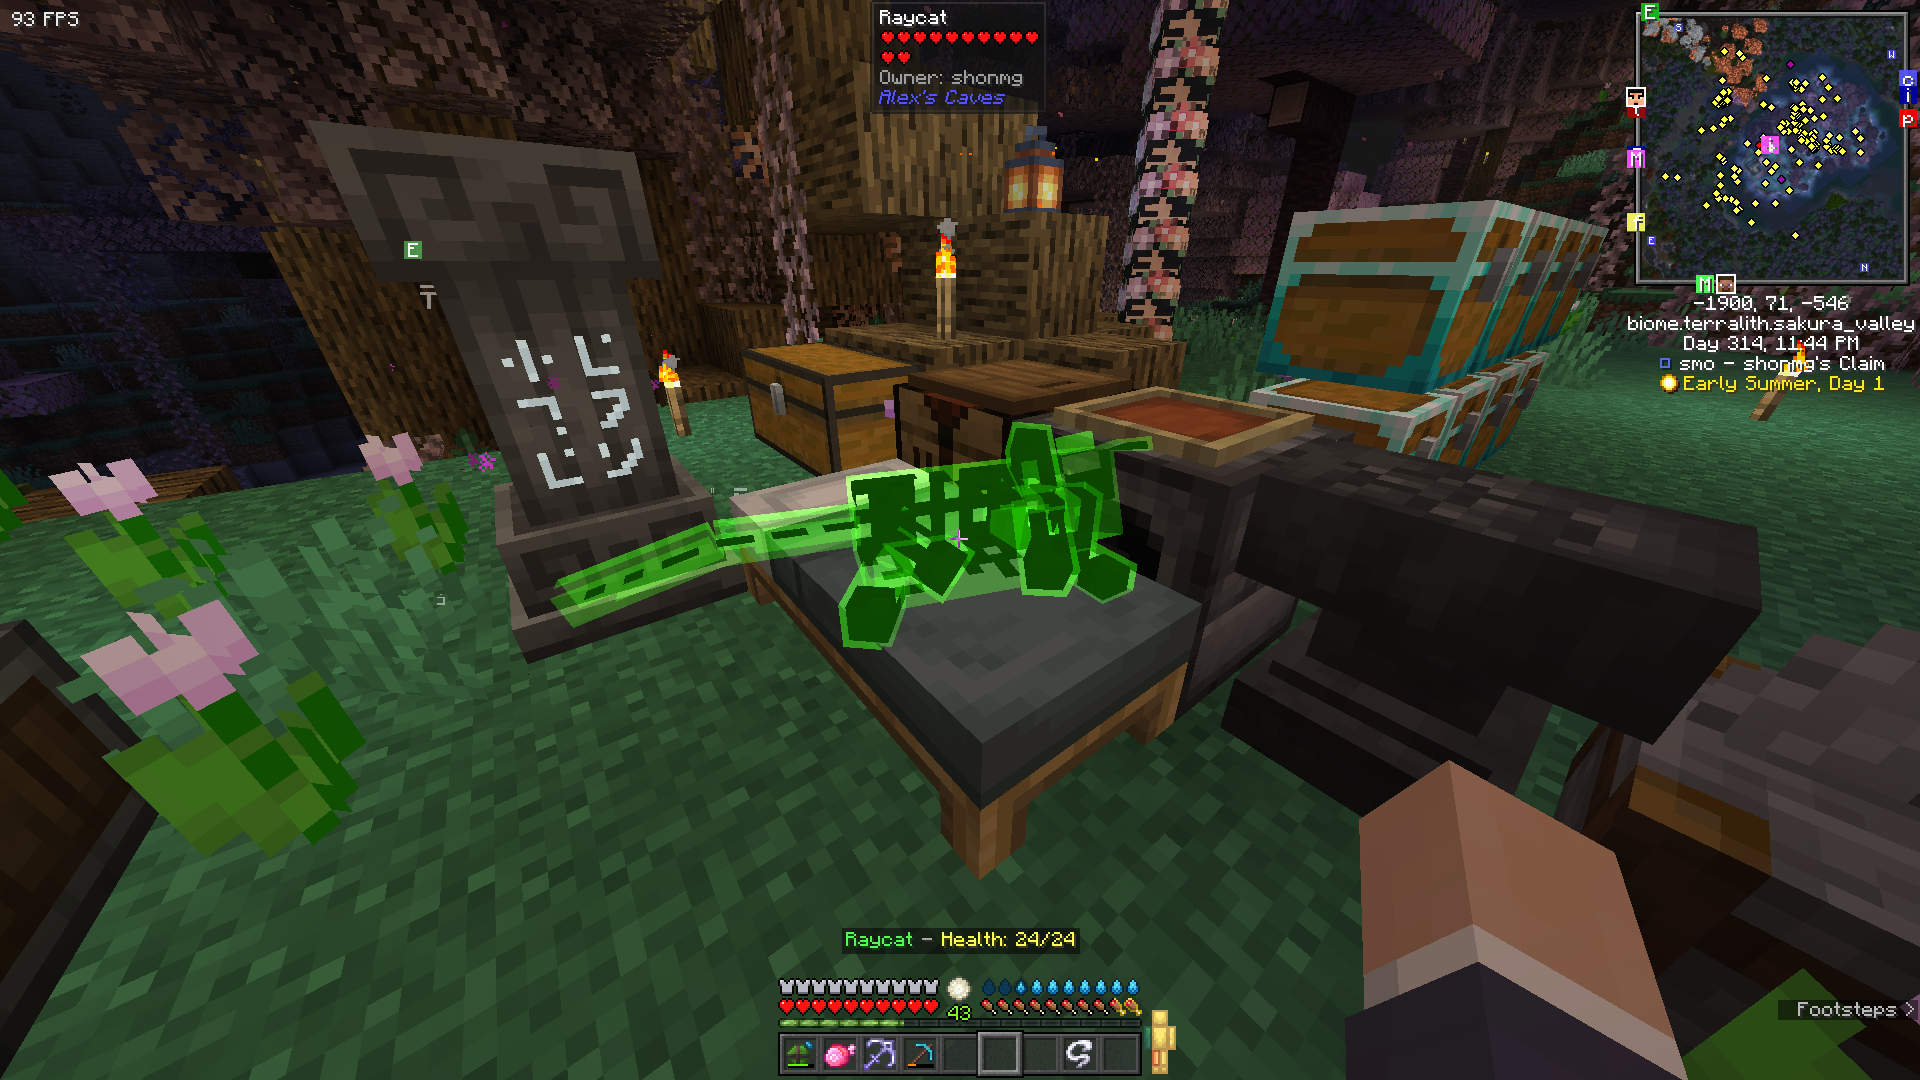 93 FPS
Raycat
Owner: shonmg
Alex's Caves
E
S
W
C
i
P
M
f
E
N
M
-1900, 71, -546
biome.terralith.sakura_valley
Day 314, 11:44 PM
smo - shonmg's Claim
Early Summer, Day 1
E
Raycat - Health: 24/24
43
Footsteps >